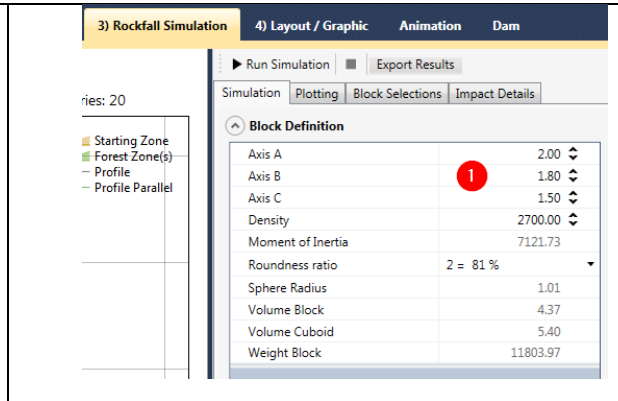 3) Rockfall Simulation 4) Layout / Graphic Animation Dam
Run Simulation Export Results
ries: 20
Simulation Plotting Block Selections Impact Details
Block Definition
Starting Zone
Forest Zone(s)
Profile
Profile Parallel
Axis A 2.00
Axis B 1.80
1
Axis C 1.50
Density 2700.00
Moment of Inertia 7121.73
Roundness ratio 2 = 81 %
Sphere Radius 1.01
Volume Block 4.37
Volume Cuboid 5.40
Weight Block 11803.97